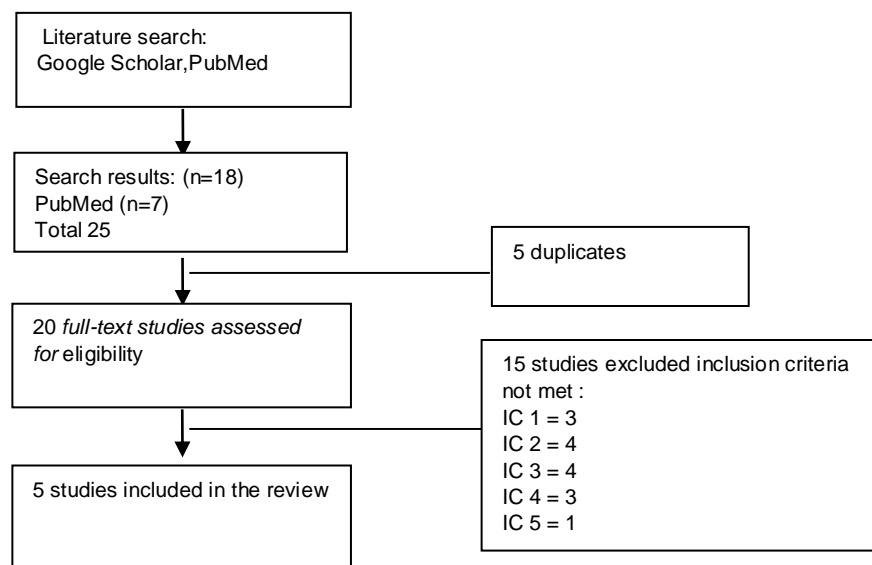 Literature search:
Google Scholar,PubMed
Search results: (n=18)
PubMed (n=7)
Total 25
5 duplicates
20 full-text studies assessed
for eligibility
15 studies excluded inclusion criteria
not met :
IC 1 = 3
IC 2 = 4
IC 3 = 4
IC 4 = 3
IC 5 = 1
5 studies included in the review